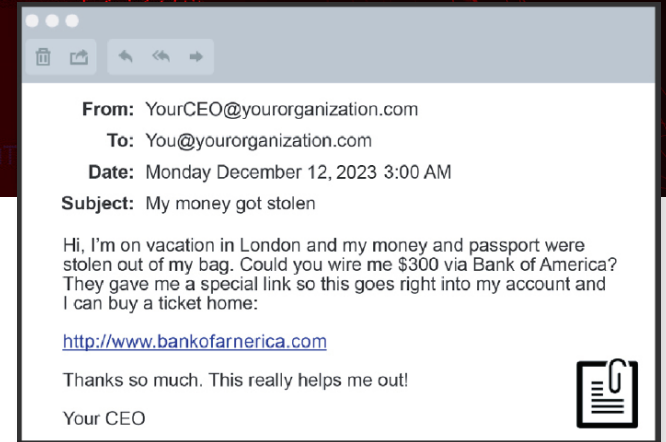 From: YourCEO@yourorganization.com
To: You@yourorganization.com
Date: Monday December 12, 2023 3:00 AM
Subject: My money got stolen
Hi, I'm on vacation in London and my money and passport were
stolen out of my bag. Could you wire me $300 via Bank of America?
They gave me a special link so this goes right into my account and
I can buy a ticket home:
http://www.bankofarnerica.com
Thanks so much. This really helps me out!
Your CEO